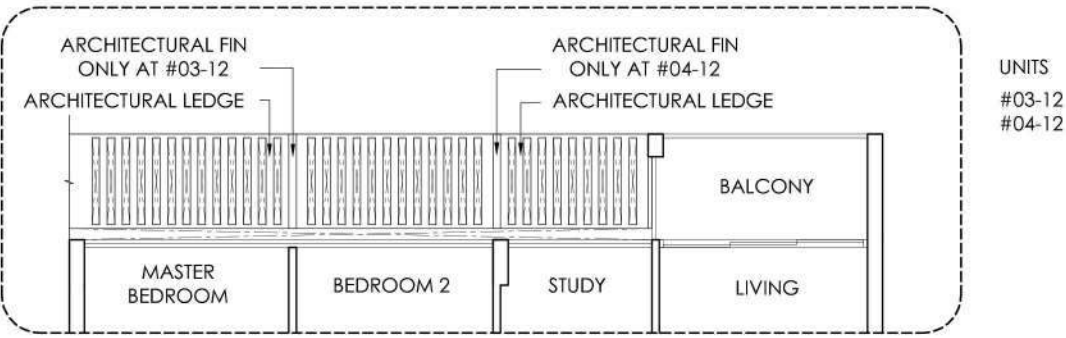 ARCHITECTURAL FIN
ONLY AT #03-12
ARCHITECTURAL LEDGE
ARCHITECTURAL FIN
ONLY AT #04-12
ARCHITECTURAL LEDGE
UNITS
#03-12
#04-12
BALCONY
MASTER
BEDROOM
BEDROOM 2
STUDY
LIVING